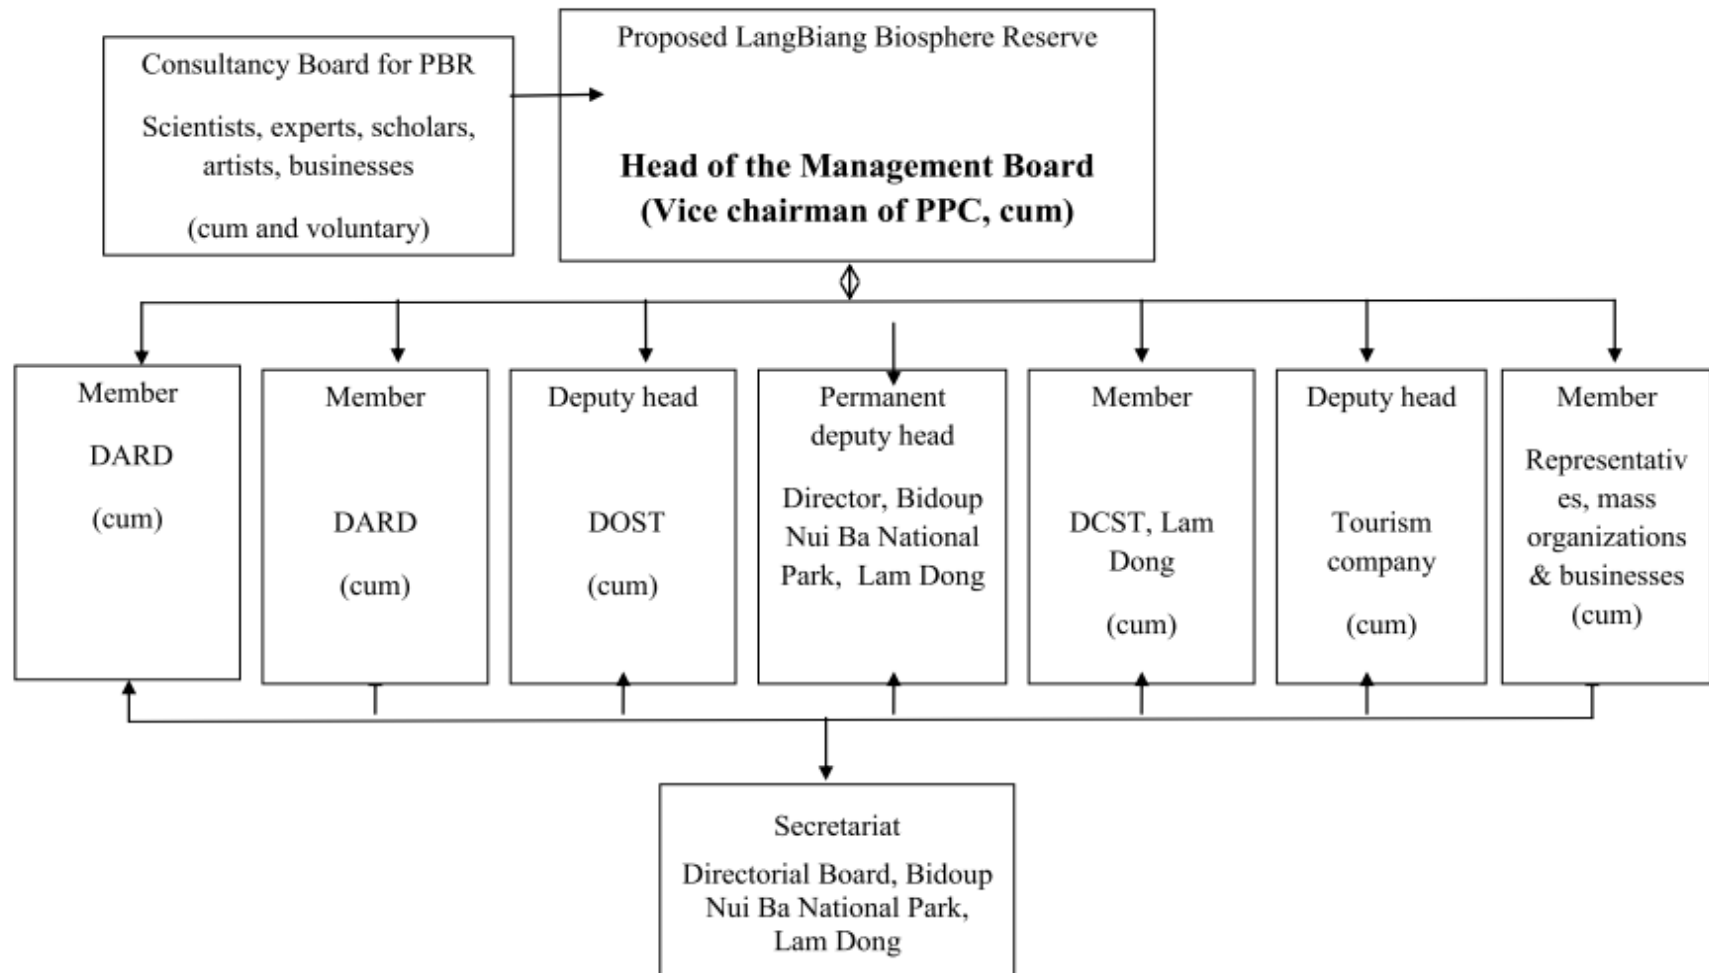 Consultancy Board for PBR
Scientists, experts, scholars,
artists, businesses
(cum and voluntary)
Proposed LangBiang Biosphere Reserve
Head of the Management Board
(Vice chairman of PPC, cum)
Member
DARD
(cum)
Member
DARD
(cum)
Deputy head
DOST
(cum)
Permanent
deputy head
Director, Bidoup
Nui Ba National
Park, Lam Dong
Member
DCST, Lam
Dong
(cum)
Deputy head
Tourism
company
(cum)
Member
Representativ
es, mass
organizations
& businesses
(cum)
Secretariat
Directorial Board, Bidoup
Nui Ba National Park,
Lam Dong